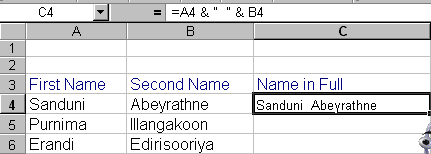 C4 = =A4 & "  " & B4
A B C
1
2
3 First Name Second Name Name in Full
4 Sanduni Abeyrathne Sanduni  Abeyrathne
5 Purnima Illangakoon
6 Erandi Edirisooriya